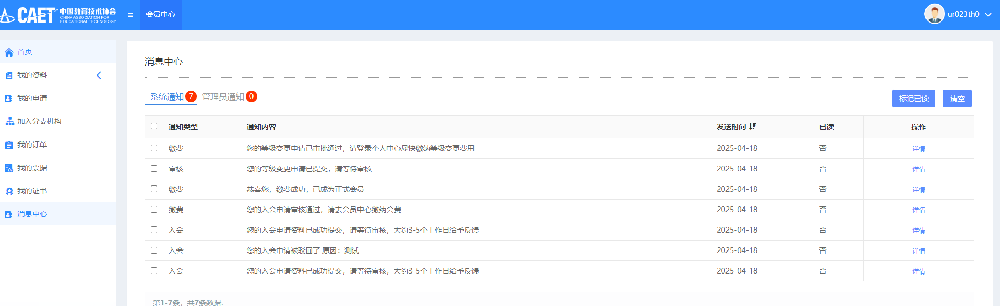 CAET 中国教育技术协会
CHINA ASSOCIATION FOR
EDUCATIONAL TECHNOLOGY
会员中心
ur023th0
首页
我的资料
我的申请
加入分支机构
我的订单
我的票据
我的证书
消息中心
消息中心
系统通知 7 管理员通知 0
标记已读 清空
通知类型 通知内容 发送时间 已读 操作
缴费 您的等级变更申请已审批通过，请登录个人中心尽快缴纳等级变更费用 2025-04-18 否 详情
审核 您的等级变更申请已提交，请等待审核 2025-04-18 否 详情
缴费 恭喜您，缴费成功，已成为正式会员 2025-04-18 否 详情
缴费 您的入会申请审核通过，请去会员中心缴纳会费 2025-04-18 否 详情
入会 您的入会申请资料已成功提交，请等待审核，大约3-5个工作日给予反馈 2025-04-18 否 详情
入会 您的入会申请被驳回了 原因：测试 2025-04-18 否 详情
入会 您的入会申请资料已成功提交，请等待审核，大约3-5个工作日给予反馈 2025-04-18 否 详情
第1-7条，共7条数据.